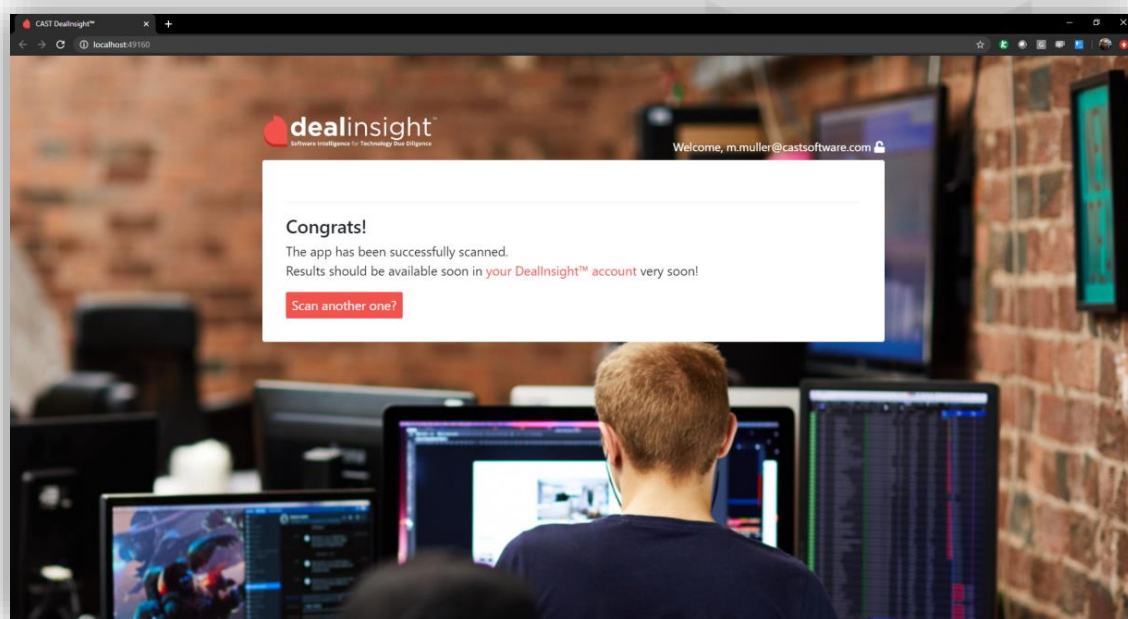 CAST DealInsight™
localhost:49160
dealinsight™
Software Intelligence for Technology Due Diligence
Welcome, m.muller@castsoftware.com
Congrats!
The app has been successfully scanned.
Results should be available soon in your DealInsight™ account very soon!
Scan another one?